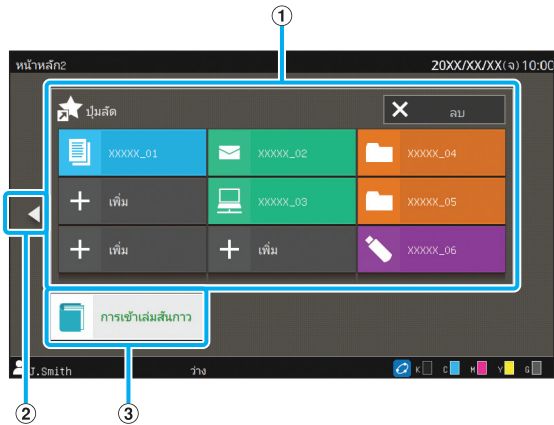 ①
หน้าหลัก2 20XX/XX/XX(จ) 10:00
ปุ่มลัด ลบ
XXXXX_01 XXXXX_02 XXXXX_04
เพิ่ม XXXXX_03 XXXXX_05
เพิ่ม เพิ่ม XXXXX_06
การเข้าเล่มสันกาว
J.Smith ว่าง K C M Y G
② ③